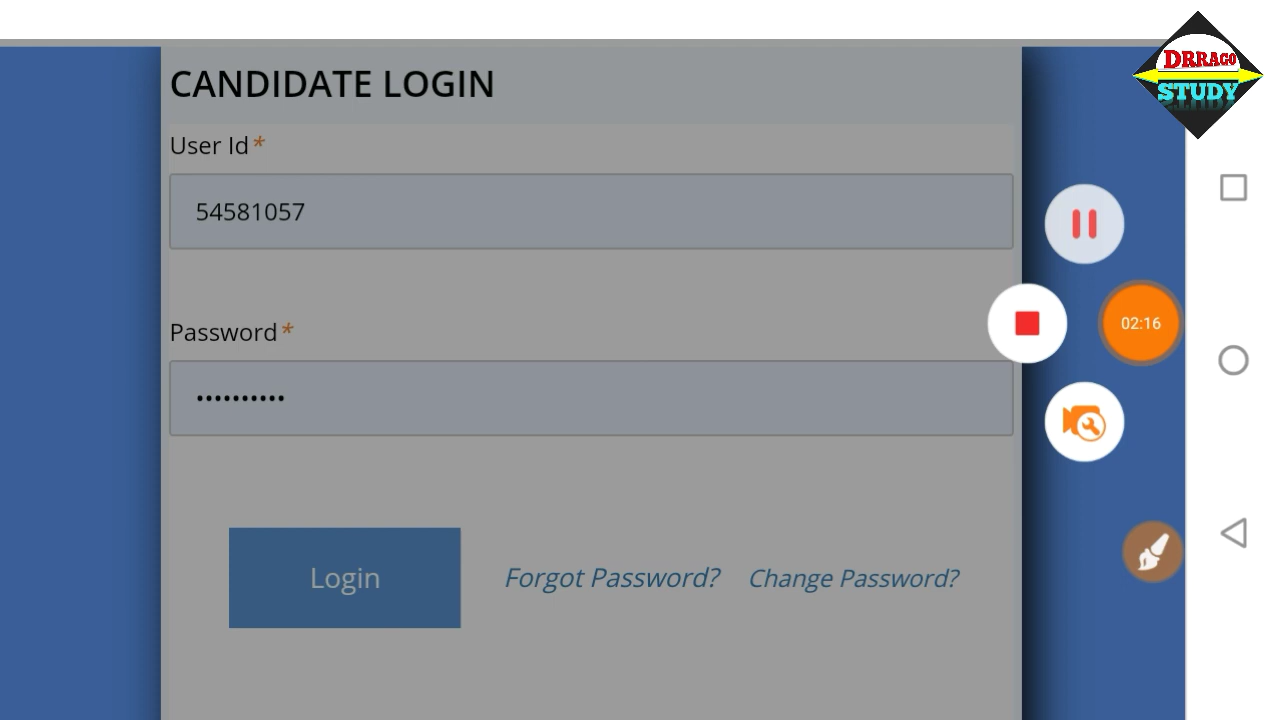 DRRAGO
STUDY
CANDIDATE LOGIN
User Id*
54581057
Password*
••••••••••
02:16
Login
Forgot Password?
Change Password?